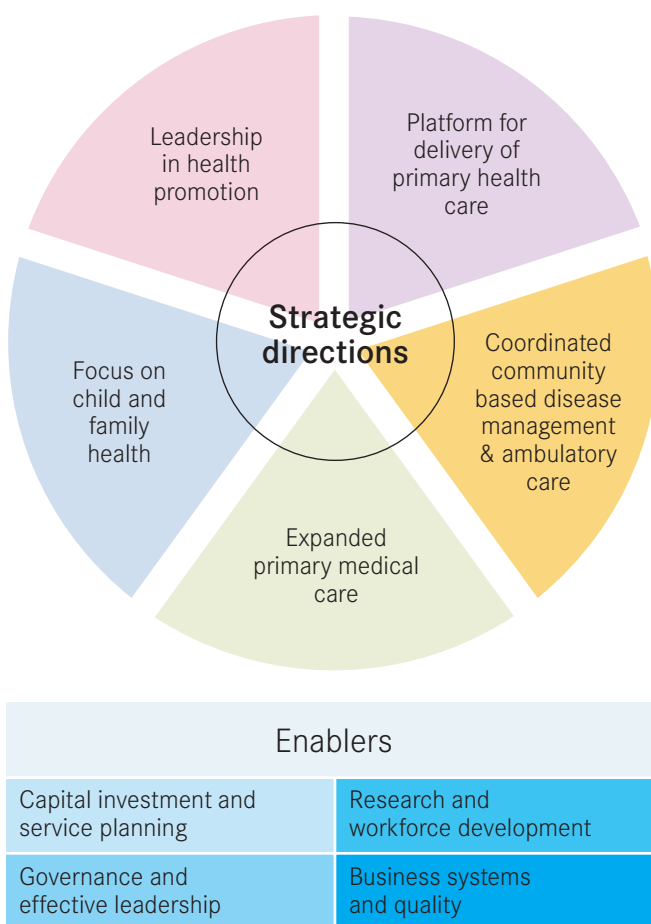 Leadership
in health
promotion
Platform for
delivery of
primary health
care
Strategic
directions
Focus on
child and
family
health
Coordinated
community
based disease
management
& ambulatory
care
Expanded
primary medical
care
Enablers
Capital investment and
service planning
Research and
workforce development
Governance and
effective leadership
Business systems
and quality